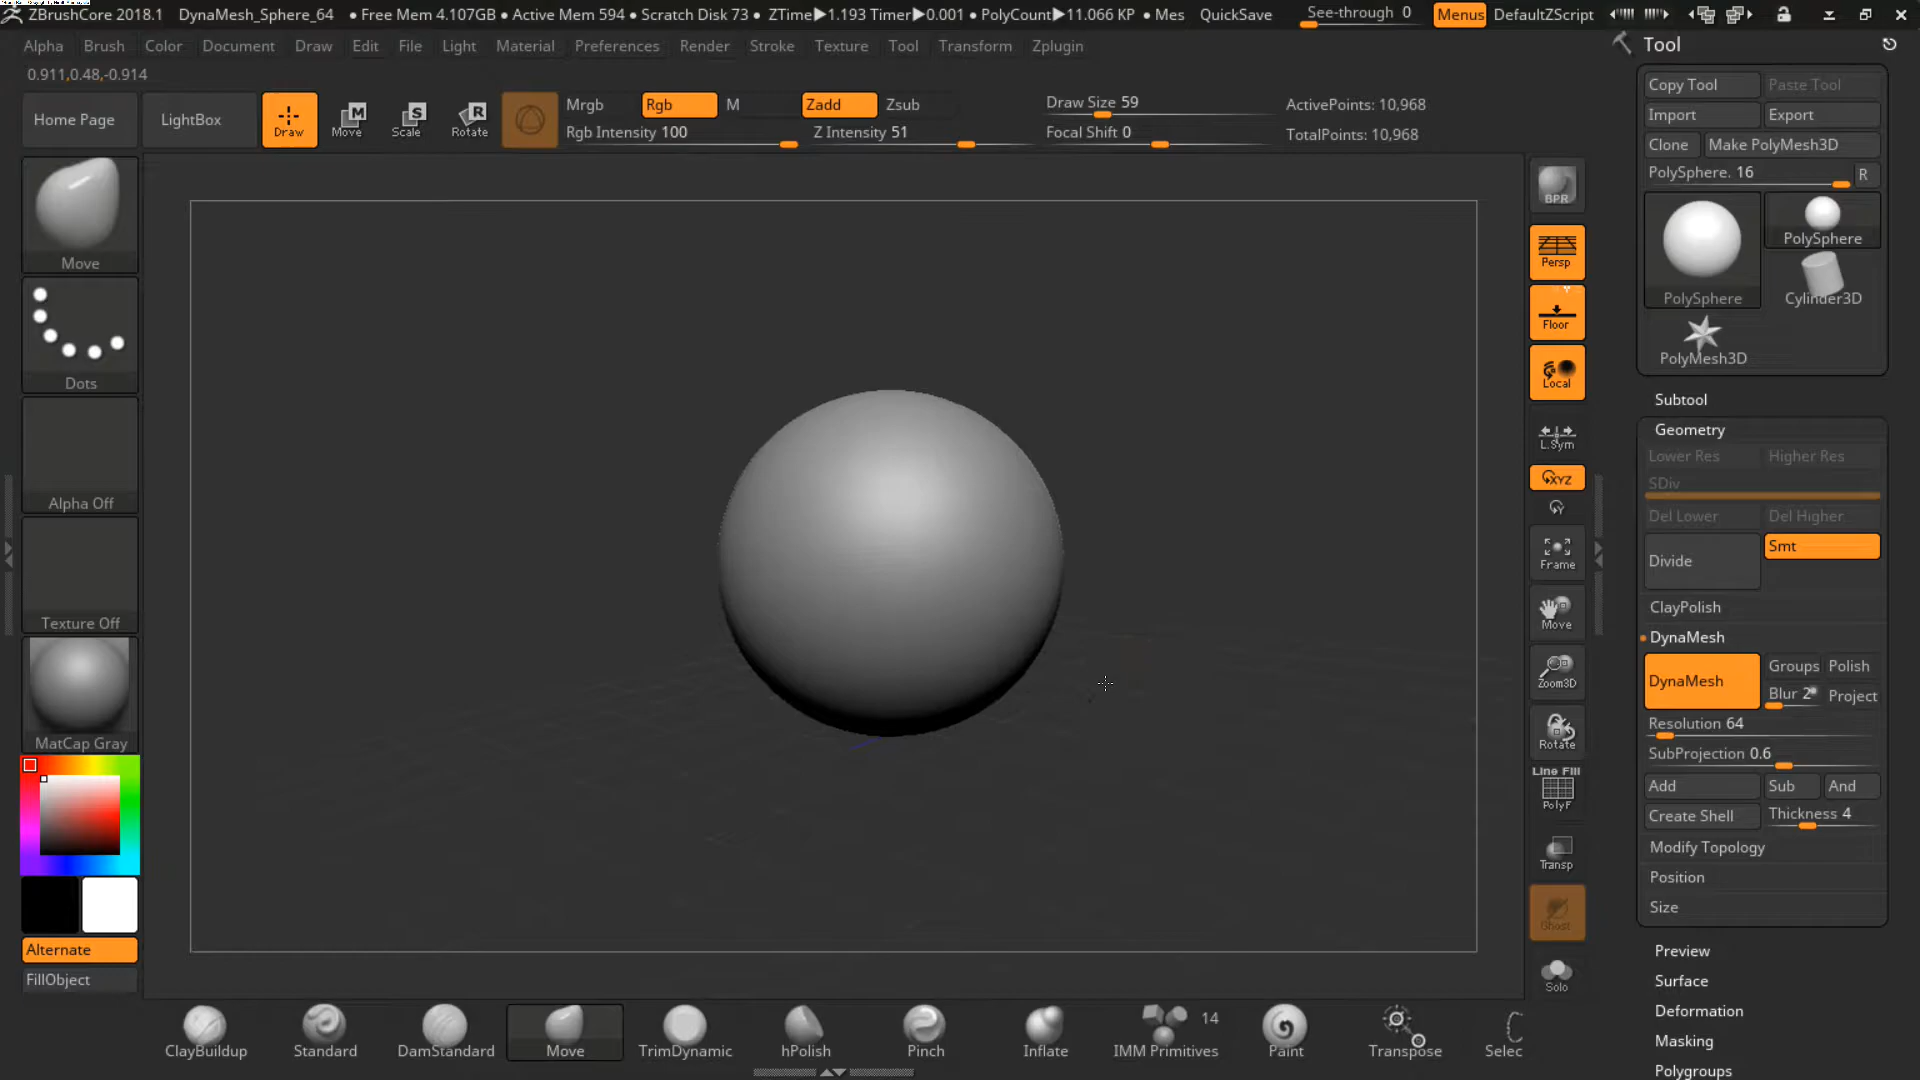 ZBrushCore 2018.1 DynaMesh_Sphere_64 • Free Mem 4.107GB • Active Mem 594 • Scratch Disk 73 • ZTime▶1.193 Timer▶0.001 • PolyCount▶11.066 KP • Mes QuickSave See-through 0 Menus DefaultZScript
Alpha Brush Color Document Draw Edit File Light Material Preferences Render Stroke Texture Tool Transform Zplugin
0.911,0.48,-0.914
Home Page LightBox Draw Move Scale Rotate
M S R
Mrgb Rgb M Zadd Zsub
Rgb Intensity 100 Z Intensity 51
Draw Size 59
Focal Shift 0
ActivePoints: 10,968
TotalPoints: 10,968
Move
Dots
Alpha Off
Texture Off
MatCap Gray
Alternate
FillObject
BPR
Persp
Floor
Local
L.Sym
XYZ
Y
Frame
Move
Zoom3D
Rotate
Line Fill
PolyF
Transp
Ghost
Solo
Tool
Copy Tool Paste Tool
Import Export
Clone Make PolyMesh3D
PolySphere. 16 R
PolySphere
PolySphere
Cylinder3D
PolyMesh3D
Subtool
Geometry
Lower Res Higher Res
SDiv
Del Lower Del Higher
Divide Smt
ClayPolish
DynaMesh
DynaMesh Groups Polish
Blur 2 Project
Resolution 64
SubProjection 0.6
Add Sub And
Create Shell Thickness 4
Modify Topology
Position
Size
Preview
Surface
Deformation
Masking
Polygroups
ClayBuildup Standard DamStandard Move TrimDynamic hPolish Pinch Inflate IMM Primitives 14 Paint Transpose Selec